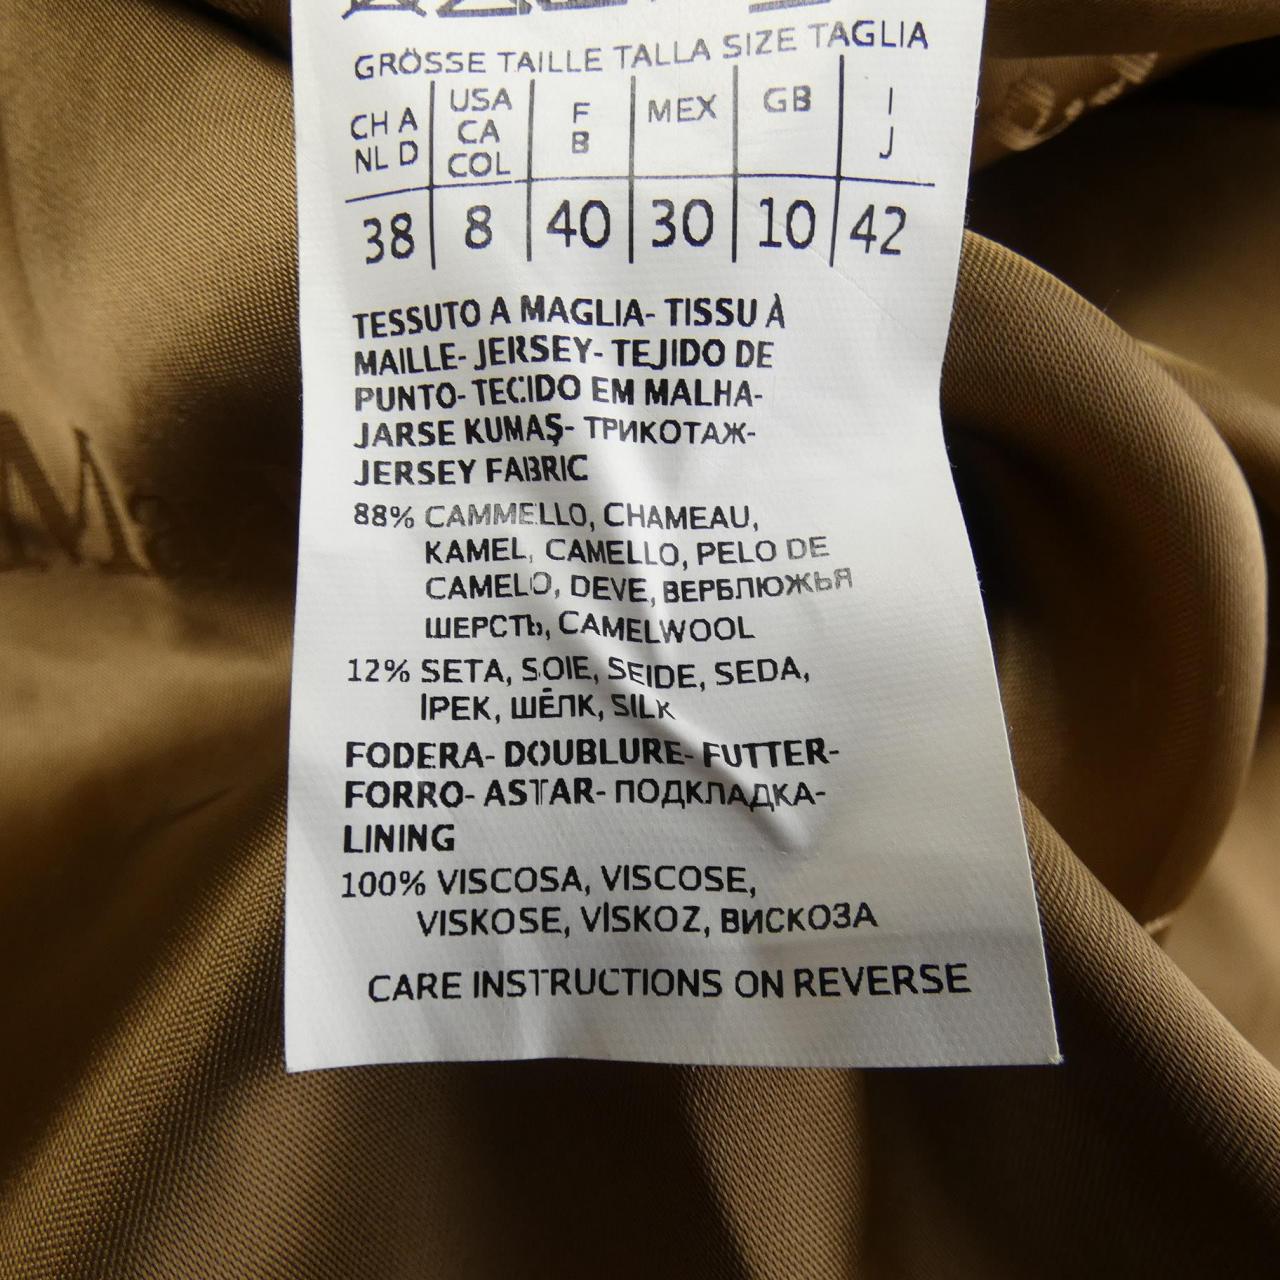 GRÖSSE TAILLE TALLA SIZE TAGLIA
CH A NL D | USA CA COL | F B | MEX | GB | I J
38 | 8 | 40 | 30 | 10 | 42
TESSUTO A MAGLIA- TISSU À
MAILLE- JERSEY- TEJIDO DE
PUNTO- TECIDO EM MALHA-
JARSE KUMAŞ- ТРИКОТАЖ-
JERSEY FABRIC
88% CAMMELLO, CHAMEAU,
KAMEL, CAMELLO, PELO DE
CAMELO, DEVE, ВЕРБЛЮЖЬЯ
ШЕРСТЬ, CAMELWOOL
12% SETA, SOIE, SEIDE, SEDA,
İPEK, ШЁЛК, SILK
FODERA- DOUBLURE- FUTTER-
FORRO- ASTAR- ПОДКЛАДКА-
LINING
100% VISCOSA, VISCOSE,
VISKOSE, VİSKOZ, ВИСКОЗА
CARE INSTRUCTIONS ON REVERSE